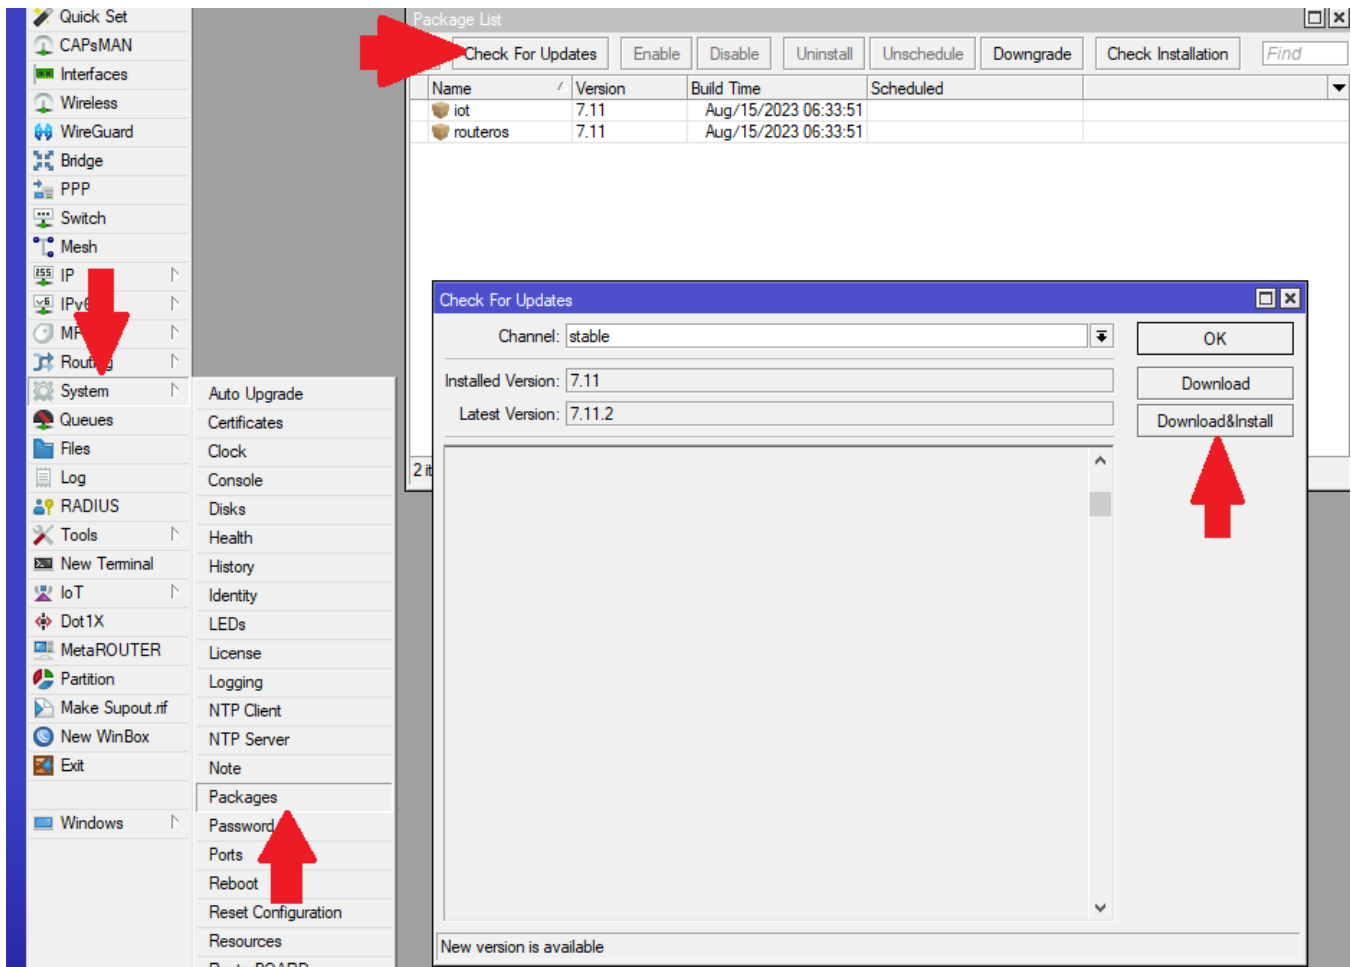 Quick Set
CAPsMAN
Interfaces
Wireless
WireGuard
Bridge
PPP
Switch
Mesh
IP
IPv6
Routing
System
Queues
Files
Log
RADIUS
Tools
New Terminal
IoT
Dot1X
MetaROUTER
Partition
Make Supout.rif
New WinBox
Exit
Windows
Auto Upgrade
Certificates
Clock
Console
Disks
Health
History
Identity
LEDs
License
Logging
NTP Client
NTP Server
Note
Packages
Password
Ports
Reboot
Reset Configuration
Resources
Package List
Check For Updates Enable Disable Uninstall Unschedule Downgrade Check Installation Find
Name Version Build Time Scheduled
iot 7.11 Aug/15/2023 06:33:51
routeros 7.11 Aug/15/2023 06:33:51
Check For Updates
Channel: stable
OK
Installed Version: 7.11
Download
Latest Version: 7.11.2
Download&Install
New version is available